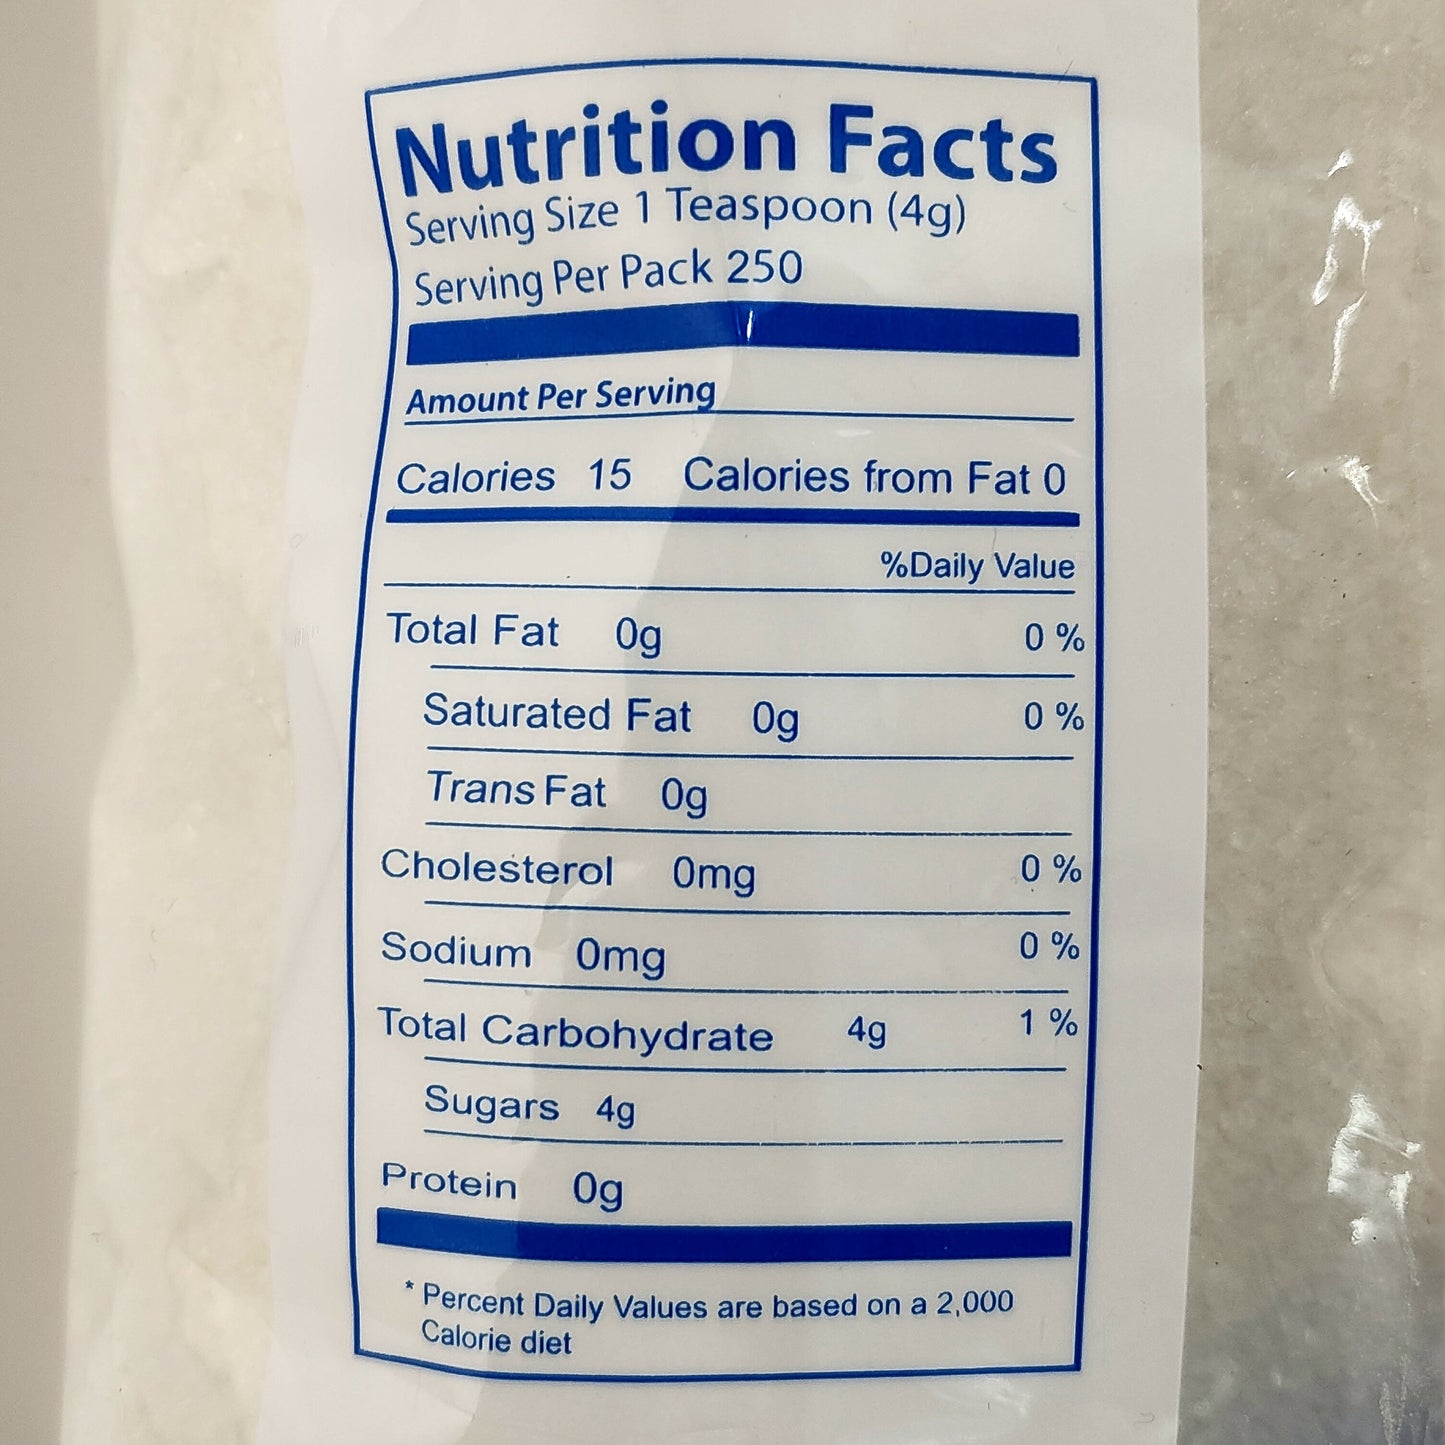 Nutrition Facts
Serving Size 1 Teaspoon (4g)
Serving Per Pack 250
Amount Per Serving
Calories 15 Calories from Fat 0
%Daily Value
Total Fat 0g 0 %
Saturated Fat 0g 0 %
Trans Fat 0g
Cholesterol 0mg 0 %
Sodium 0mg 0 %
Total Carbohydrate 4g 1 %
Sugars 4g
Protein 0g
* Percent Daily Values are based on a 2,000
Calorie diet